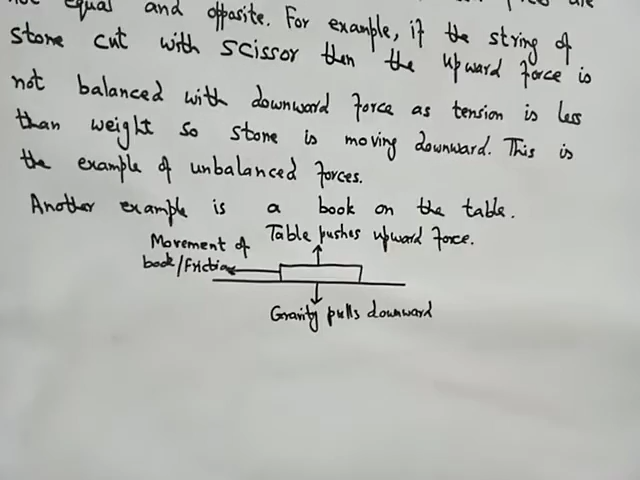 equal and opposite. For example, if the string of
stone cut with scissor then the upward force is
not balanced with downward force as tension is less
than weight so stone is moving downward. This is
the example of unbalanced forces.
Another example is a book on the table.
Movement of
book/Friction
Table pushes upward force.
Gravity pulls downward